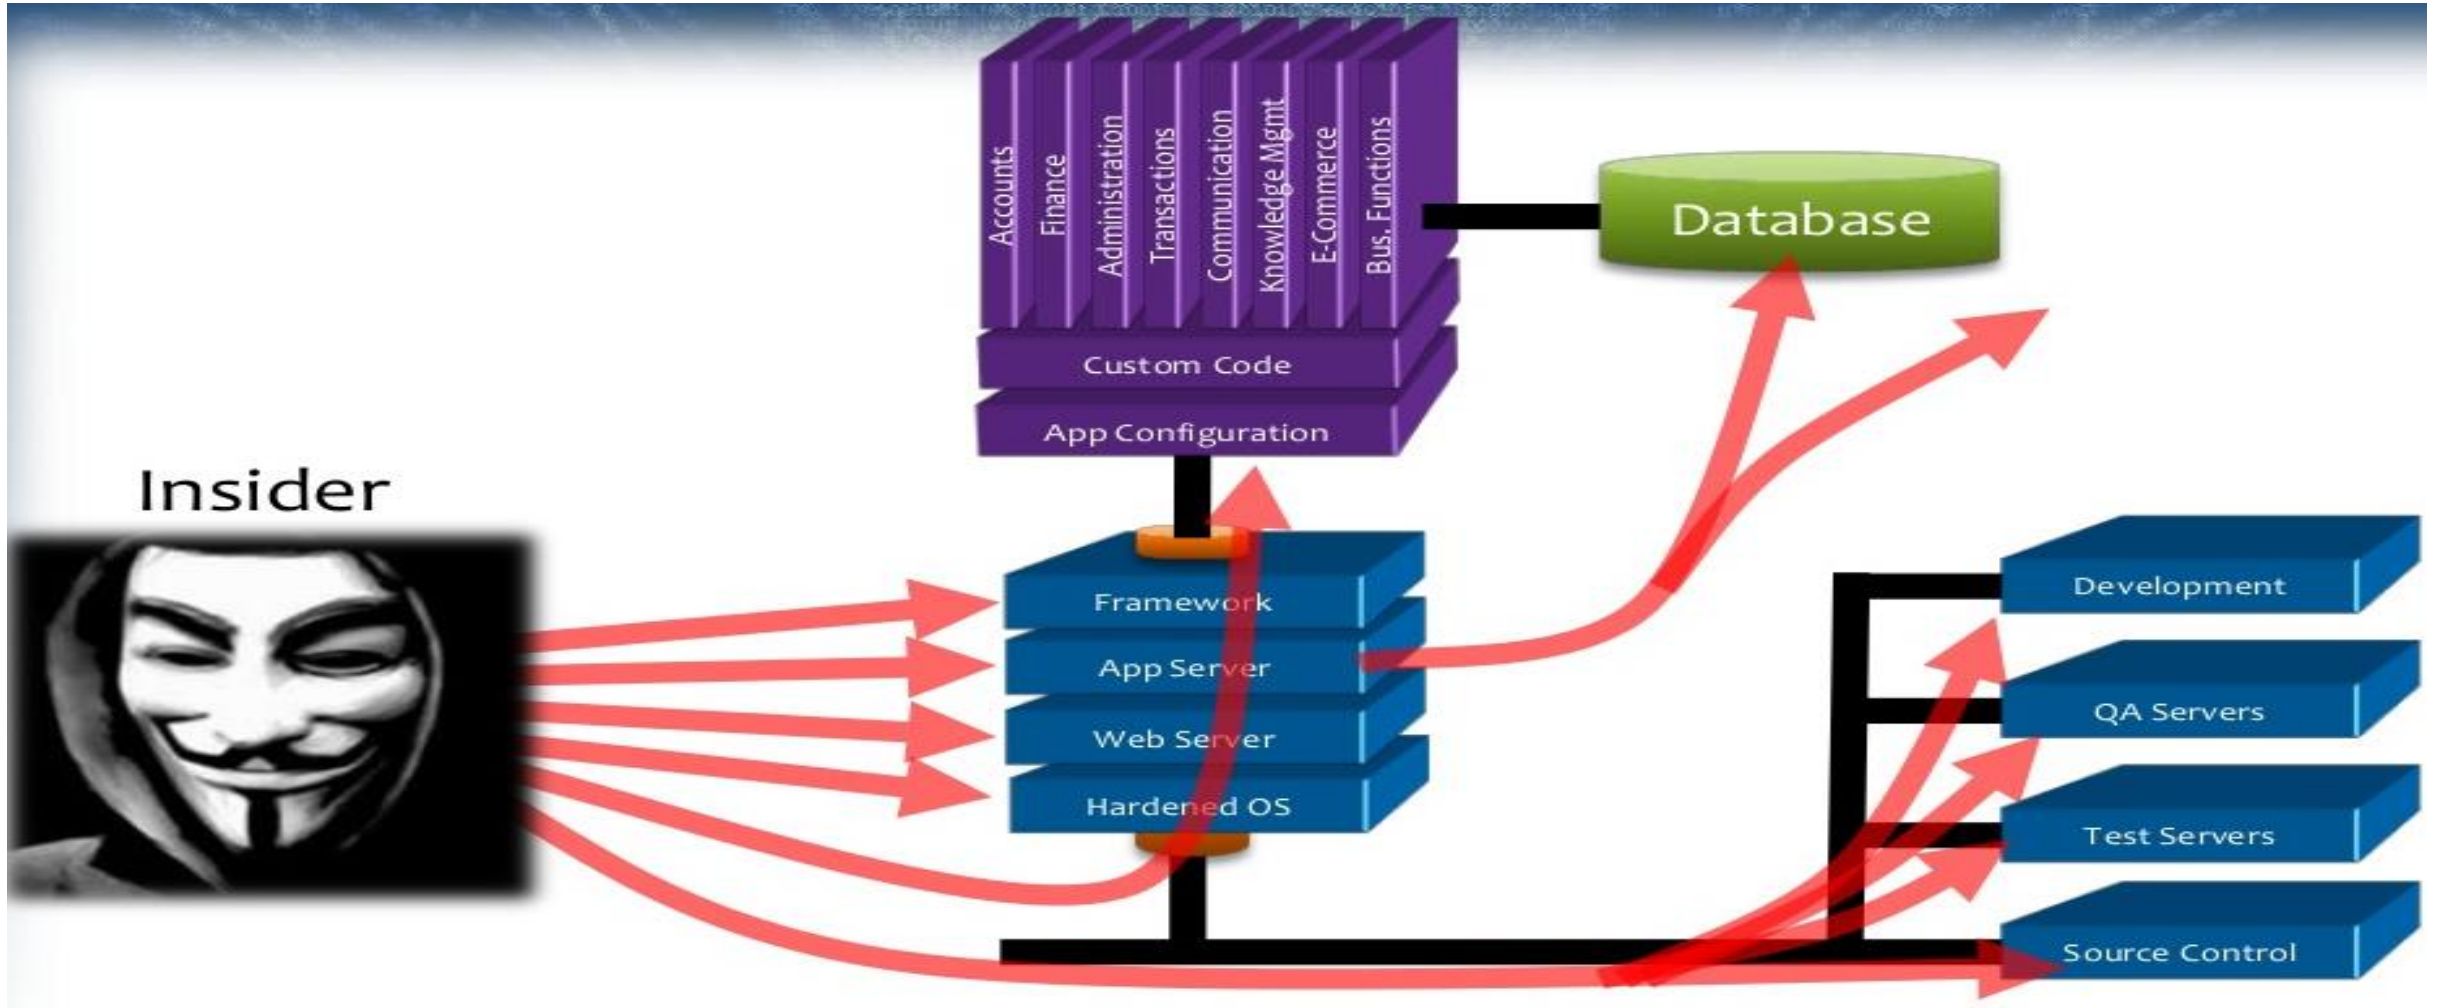 Accounts
Finance
Administration
Transactions
Communication
Knowledge Mgmt
E-Commerce
Bus. Functions
Database
Custom Code
App Configuration
Insider
Framework
App Server
Web Server
Hardened OS
Development
QA Servers
Test Servers
Source Control